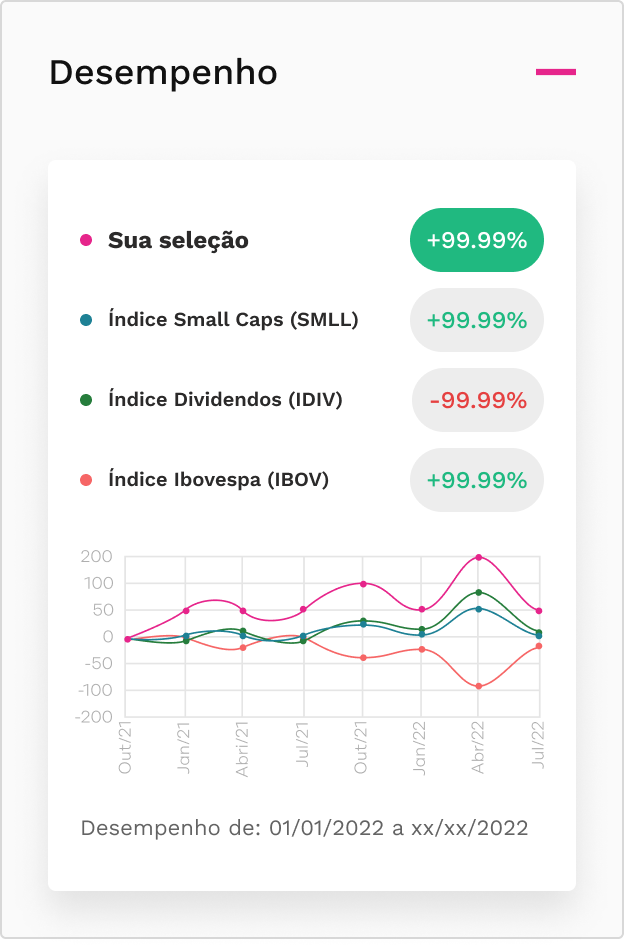 Desempenho
Sua seleção +99.99%
Índice Small Caps (SMLL) +99.99%
Índice Dividendos (IDIV) -99.99%
Índice Ibovespa (IBOV) +99.99%
200
100
50
0
-50
-100
-200
Out/21
Jan/21
Abri/21
Jul/21
Out/21
Jan/22
Abr/22
Jul/22
Desempenho de: 01/01/2022 a xx/xx/2022